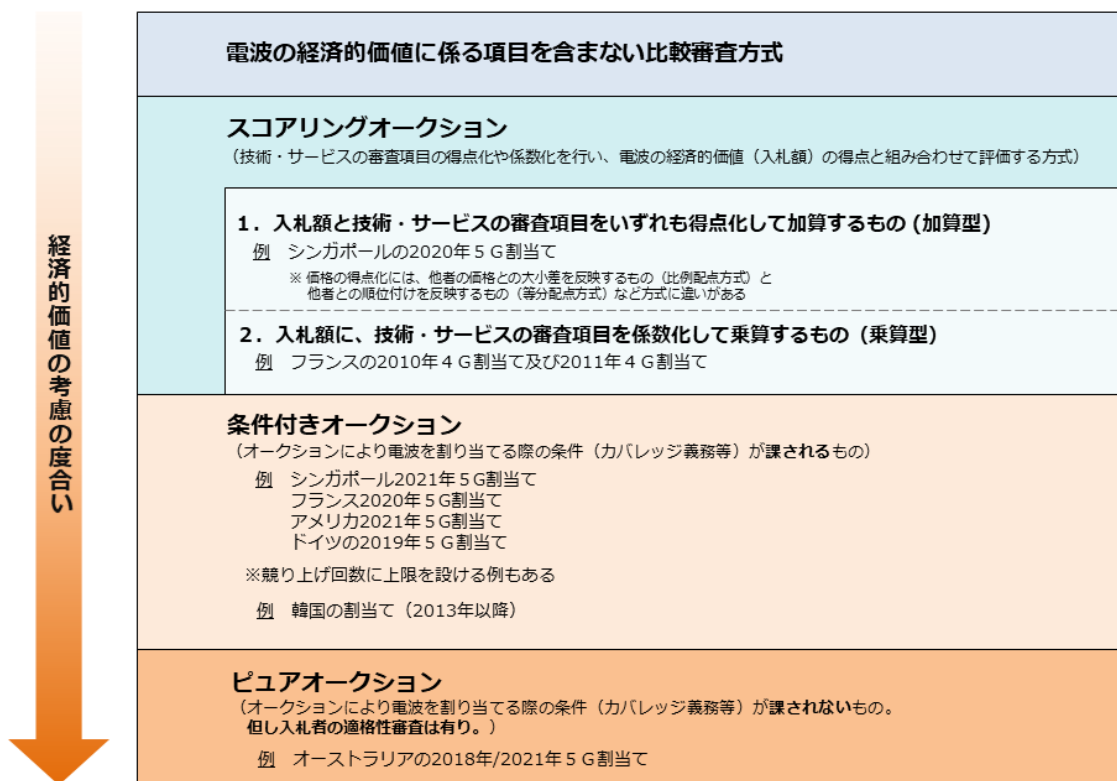 経済的価値の考慮の度合い
電波の経済的価値に係る項目を含まない比較審査方式
スコアリングオークション
（技術・サービスの審査項目の得点化や係数化を行い、電波の経済的価値（入札額）の得点と組み合わせて評価する方式）
１．入札額と技術・サービスの審査項目をいずれも得点化して加算するもの (加算型)
例 シンガポールの2020年５Ｇ割当て
※ 価格の得点化には、他者の価格との大小差を反映するもの（比例配点方式）と
他者との順位付けを反映するもの（等分配点方式）など方式に違いがある
２．入札額に、技術・サービスの審査項目を係数化して乗算するもの（乗算型)
例 フランスの2010年４Ｇ割当て及び2011年４Ｇ割当て
条件付きオークション
（オークションにより電波を割り当てる際の条件（カバレッジ義務等）が課されるもの）
例 シンガポール2021年５G割当て
フランス2020年５Ｇ割当て
アメリカ2021年５Ｇ割当て
ドイツの2019年５Ｇ割当て
※競り上げ回数に上限を設ける例もある
例 韓国の割当て（2013年以降）
ピュアオークション
（オークションにより電波を割り当てる際の条件（カバレッジ義務等）が課されないもの。
但し入札者の適格性審査は有り。）
例 オーストラリアの2018年/2021年５Ｇ割当て